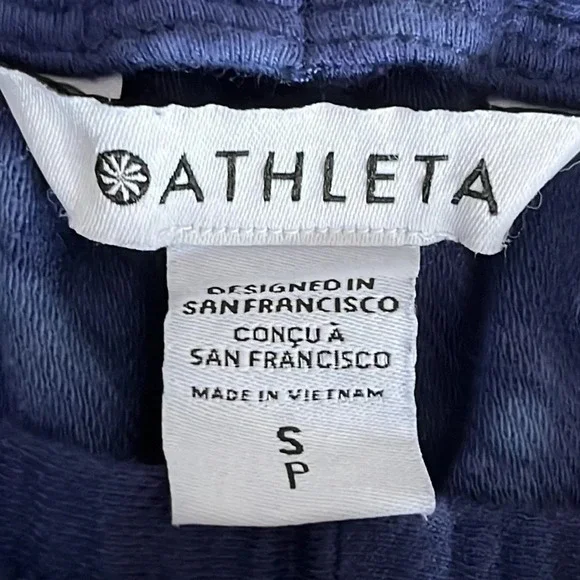 ATHLETA
DESIGNED IN
SAN FRANCISCO
CONÇU À
SAN FRANCISCO
MADE IN VIETNAM
S
P